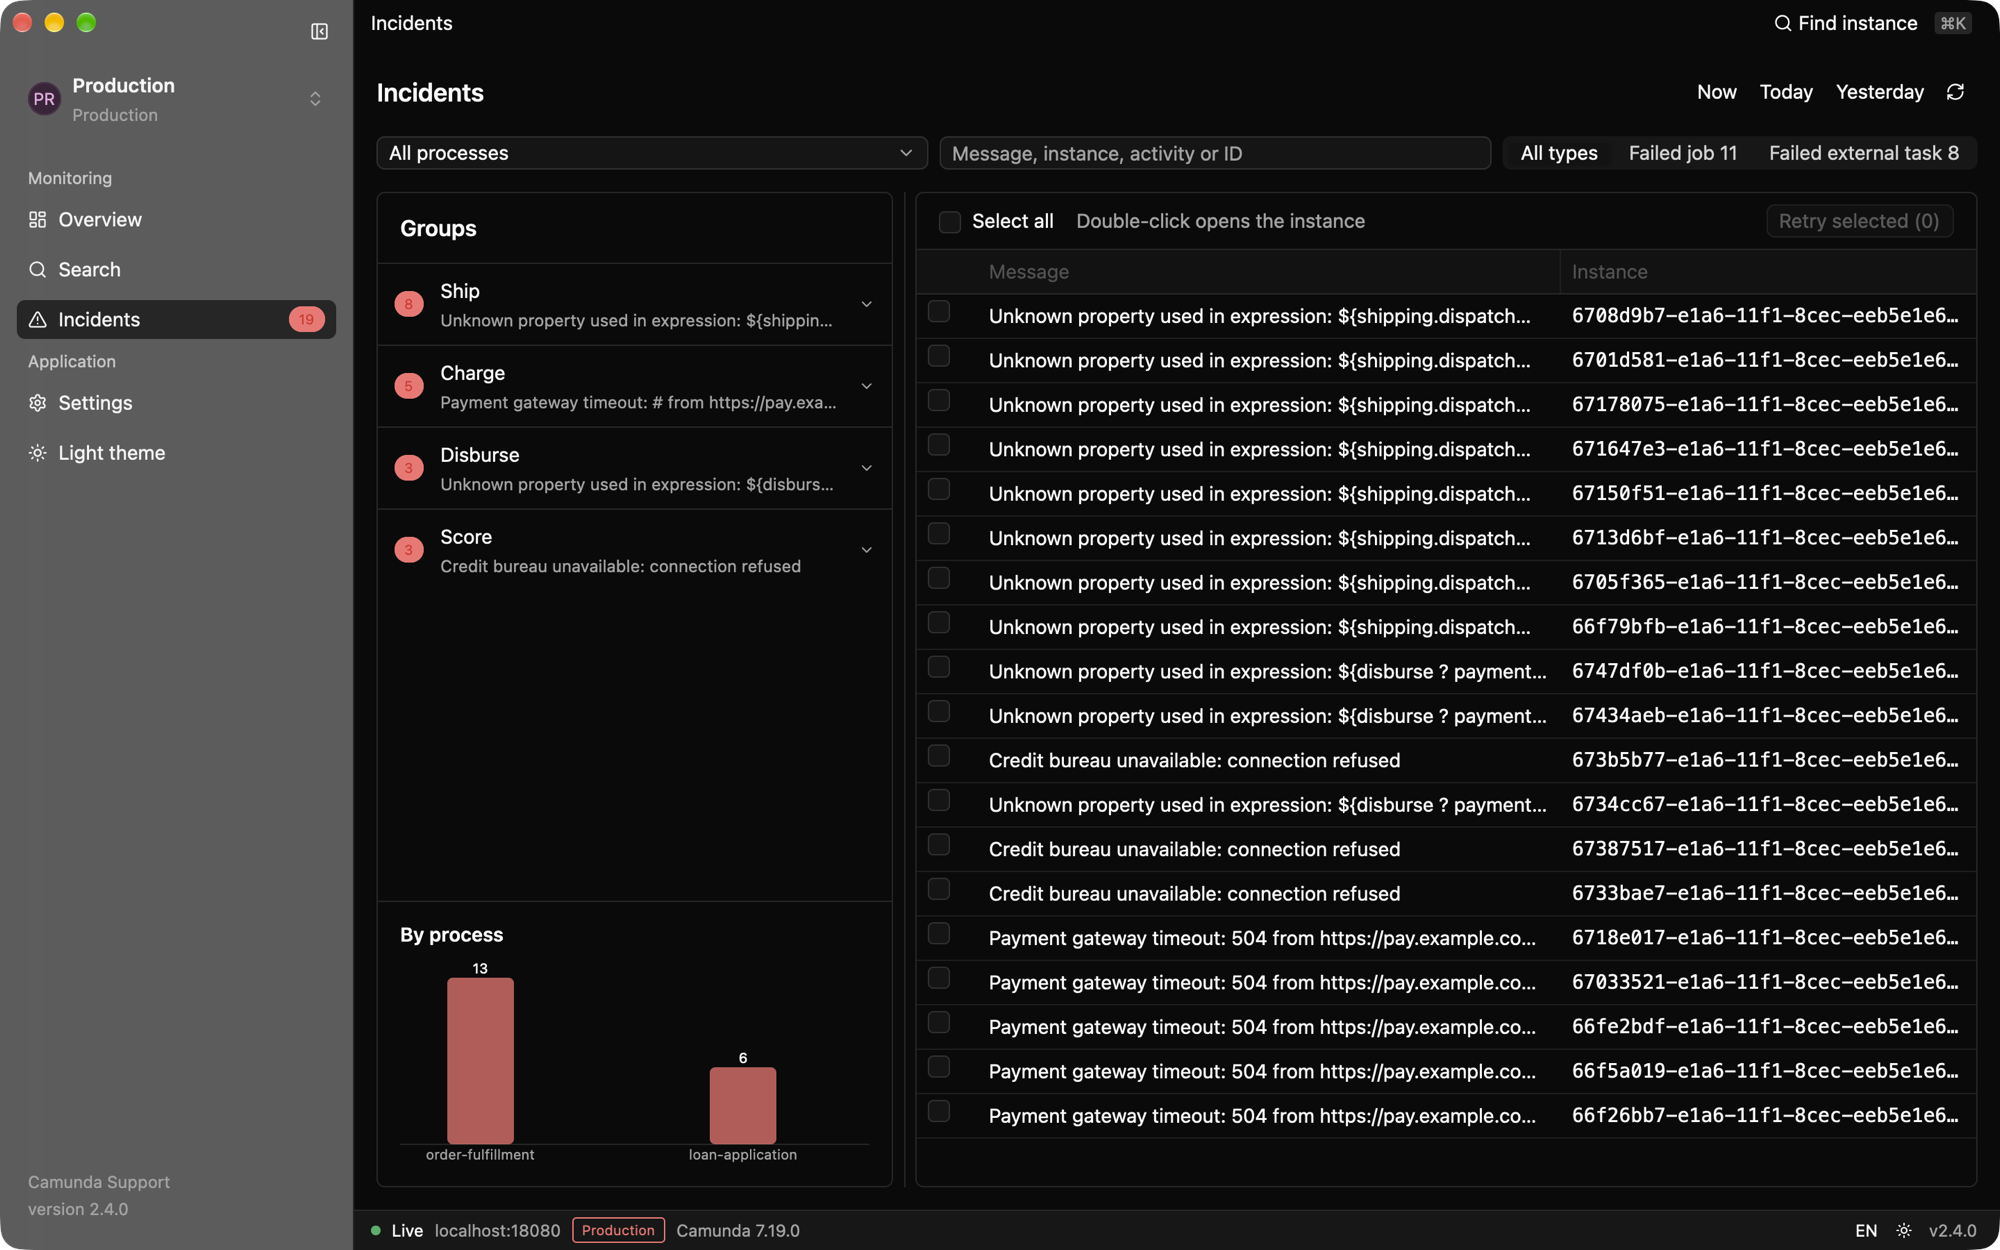 Incidents
Find instance ⌘K
PR
Production
Production
Monitoring
Overview
Search
Incidents 19
Application
Settings
Light theme
Camunda Support
version 2.4.0
Incidents
Now Today Yesterday
All processes
Message, instance, activity or ID
All types Failed job 11 Failed external task 8
Groups
8 Ship
Unknown property used in expression: ${shippin...
5 Charge
Payment gateway timeout: # from https://pay.exa...
3 Disburse
Unknown property used in expression: ${disburs...
3 Score
Credit bureau unavailable: connection refused
By process
13
6
order-fulfillment
loan-application
Select all Double-click opens the instance Retry selected (0)
Message Instance
Unknown property used in expression: ${shipping.dispatch... 6708d9b7-e1a6-11f1-8cec-eeb5e1e6…
Unknown property used in expression: ${shipping.dispatch... 6701d581-e1a6-11f1-8cec-eeb5e1e6…
Unknown property used in expression: ${shipping.dispatch... 67178075-e1a6-11f1-8cec-eeb5e1e6…
Unknown property used in expression: ${shipping.dispatch... 671647e3-e1a6-11f1-8cec-eeb5e1e6…
Unknown property used in expression: ${shipping.dispatch... 67150f51-e1a6-11f1-8cec-eeb5e1e6…
Unknown property used in expression: ${shipping.dispatch... 6713d6bf-e1a6-11f1-8cec-eeb5e1e6…
Unknown property used in expression: ${shipping.dispatch... 6705f365-e1a6-11f1-8cec-eeb5e1e6…
Unknown property used in expression: ${shipping.dispatch... 66f79bfb-e1a6-11f1-8cec-eeb5e1e6…
Unknown property used in expression: ${disburse ? payment... 6747df0b-e1a6-11f1-8cec-eeb5e1e6…
Unknown property used in expression: ${disburse ? payment... 67434aeb-e1a6-11f1-8cec-eeb5e1e6…
Credit bureau unavailable: connection refused 673b5b77-e1a6-11f1-8cec-eeb5e1e6…
Unknown property used in expression: ${disburse ? payment... 6734cc67-e1a6-11f1-8cec-eeb5e1e6…
Credit bureau unavailable: connection refused 67387517-e1a6-11f1-8cec-eeb5e1e6…
Credit bureau unavailable: connection refused 6733bae7-e1a6-11f1-8cec-eeb5e1e6…
Payment gateway timeout: 504 from https://pay.example.co... 6718e017-e1a6-11f1-8cec-eeb5e1e6…
Payment gateway timeout: 504 from https://pay.example.co... 67033521-e1a6-11f1-8cec-eeb5e1e6…
Payment gateway timeout: 504 from https://pay.example.co... 66fe2bdf-e1a6-11f1-8cec-eeb5e1e6…
Payment gateway timeout: 504 from https://pay.example.co... 66f5a019-e1a6-11f1-8cec-eeb5e1e6…
Payment gateway timeout: 504 from https://pay.example.co... 66f26bb7-e1a6-11f1-8cec-eeb5e1e6…
Live localhost:18080 Production Camunda 7.19.0
EN v2.4.0